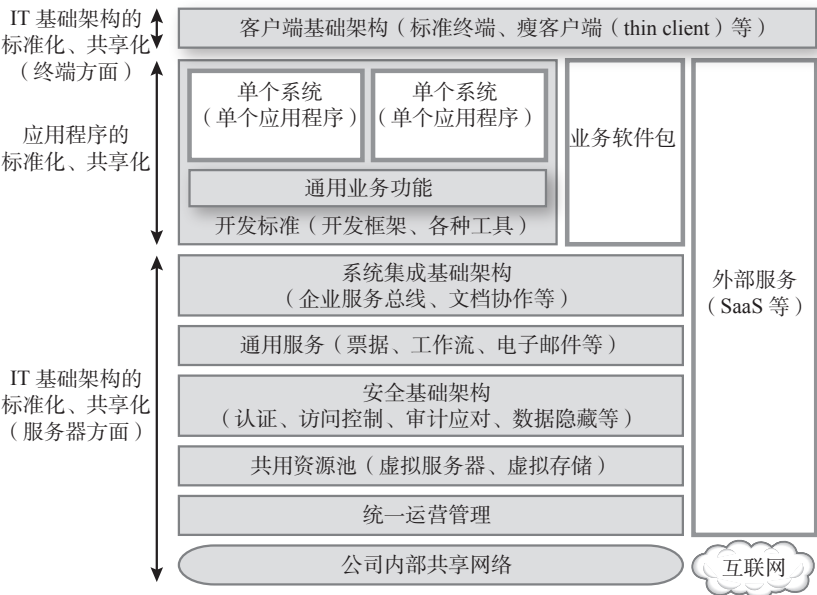 IT 基础架构的
标准化、共享化
（终端方面）
客户端基础架构（标准终端、瘦客户端（thin client）等）
应用程序的
标准化、共享化
单个系统
（单个应用程序）
单个系统
（单个应用程序）
通用业务功能
开发标准（开发框架、各种工具）
业务软件包
外部服务
（SaaS 等）
IT 基础架构的
标准化、共享化
（服务器方面）
系统集成基础架构
（企业服务总线、文档协作等）
通用服务（票据、工作流、电子邮件等）
安全基础架构
（认证、访问控制、审计应对、数据隐藏等）
共用资源池（虚拟服务器、虚拟存储）
统一运营管理
公司内部共享网络
互联网